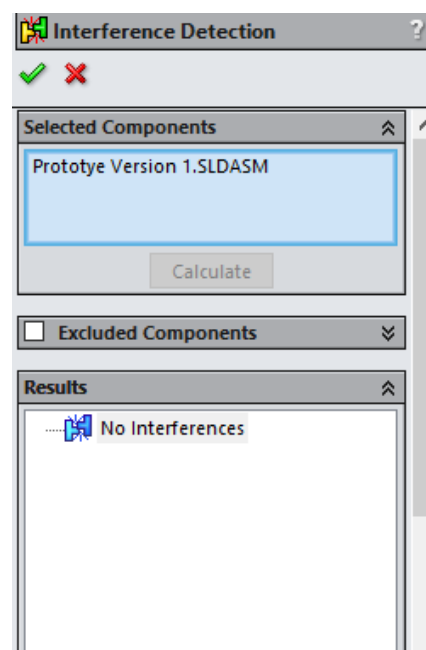 Interference Detection
?
Selected Components
Prototye Version 1.SLDASM
Calculate
Excluded Components
Results
No Interferences